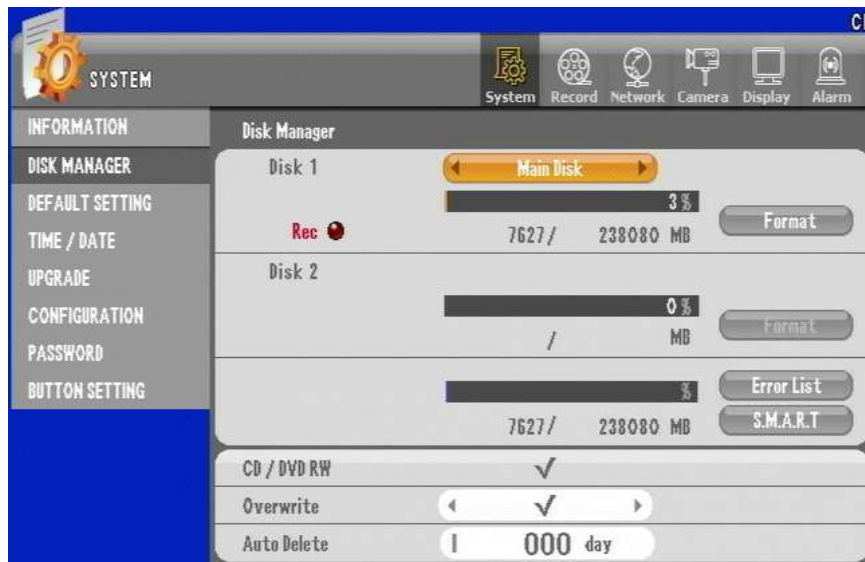 SYSTEM
System Record Network Camera Display Alarm
INFORMATION
DISK MANAGER
DEFAULT SETTING
TIME / DATE
UPGRADE
CONFIGURATION
PASSWORD
BUTTON SETTING
Disk Manager
Disk 1 Main Disk
3 %
Rec 7627/ 238080 MB Format
Disk 2
0 %
/ MB Format
% Error List
7627/ 238080 MB S.M.A.R.T
CD / DVD RW √
Overwrite √
Auto Delete 000 day